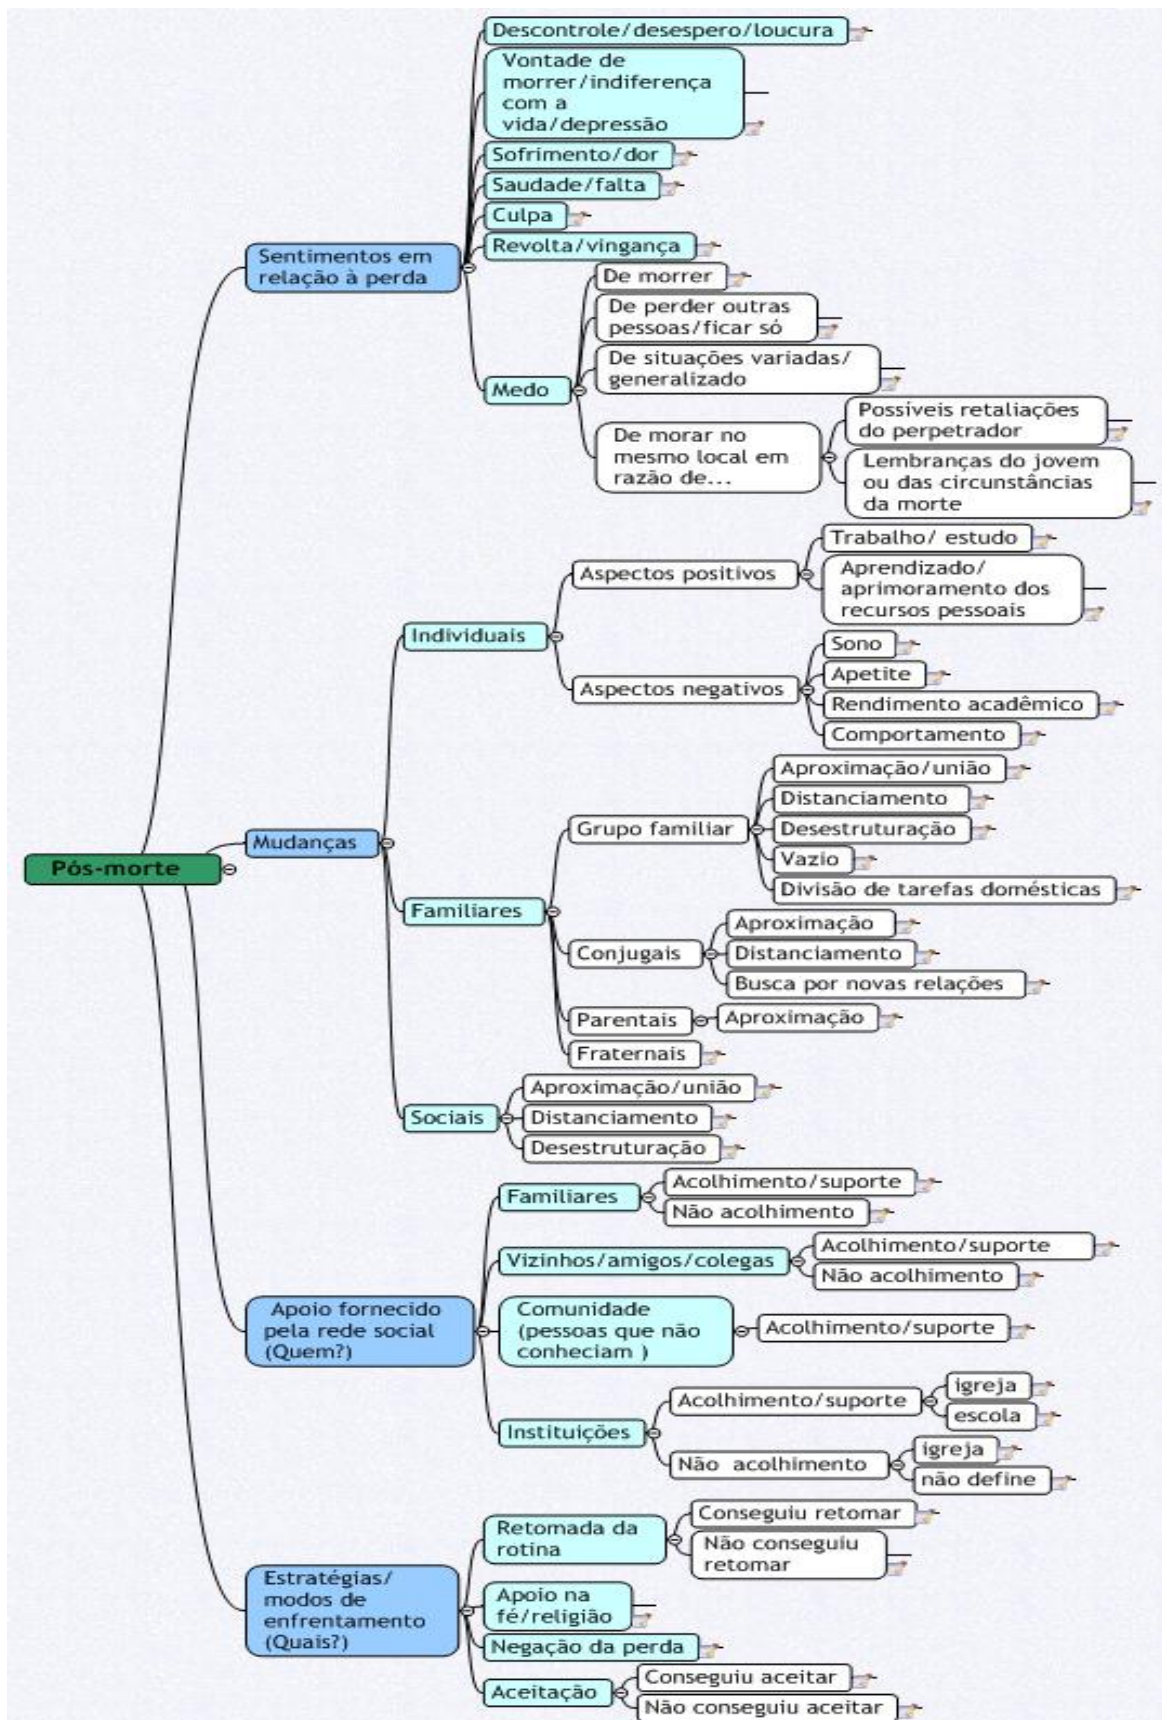 Descontrole/desespero/loucura
Vontade de
morrer/indiferença
com a
vida/depressão
Sofrimento/dor
Saudade/falta
Culpa
Revolta/vingança
Sentimentos em
relação à perda
De morrer
De perder outras
pessoas/ficar só
De situações variadas/
generalizado
Medo
De morar no
mesmo local em
razão de...
Possíveis retaliações
do perpetrador
Lembranças do jovem
ou das circunstâncias
da morte
Trabalho/ estudo
Aspectos positivos
Aprendizado/
aprimoramento dos
recursos pessoais
Individuais
Sono
Apetite
Aspectos negativos
Rendimento acadêmico
Comportamento
Aproximação/união
Distanciamento
Grupo familiar
Desestruturação
Vazio
Divisão de tarefas domésticas
Mudanças
Pós-morte
Familiares
Aproximação
Conjugais
Distanciamento
Busca por novas relações
Parentais
Aproximação
Fraternais
Aproximação/união
Sociais
Distanciamento
Desestruturação
Familiares
Acolhimento/suporte
Não acolhimento
Vizinhos/amigos/colegas
Acolhimento/suporte
Não acolhimento
Apoio fornecido
pela rede social
(Quem?)
Comunidade
(pessoas que não
conheciam )
Acolhimento/suporte
Instituições
Acolhimento/suporte
igreja
escola
Não acolhimento
igreja
não define
Retomada da
rotina
Conseguiu retomar
Não conseguiu
retomar
Estratégias/
modos de
enfrentamento
(Quais?)
Apoio na
fé/religião
Negação da perda
Aceitação
Conseguiu aceitar
Não conseguiu aceitar